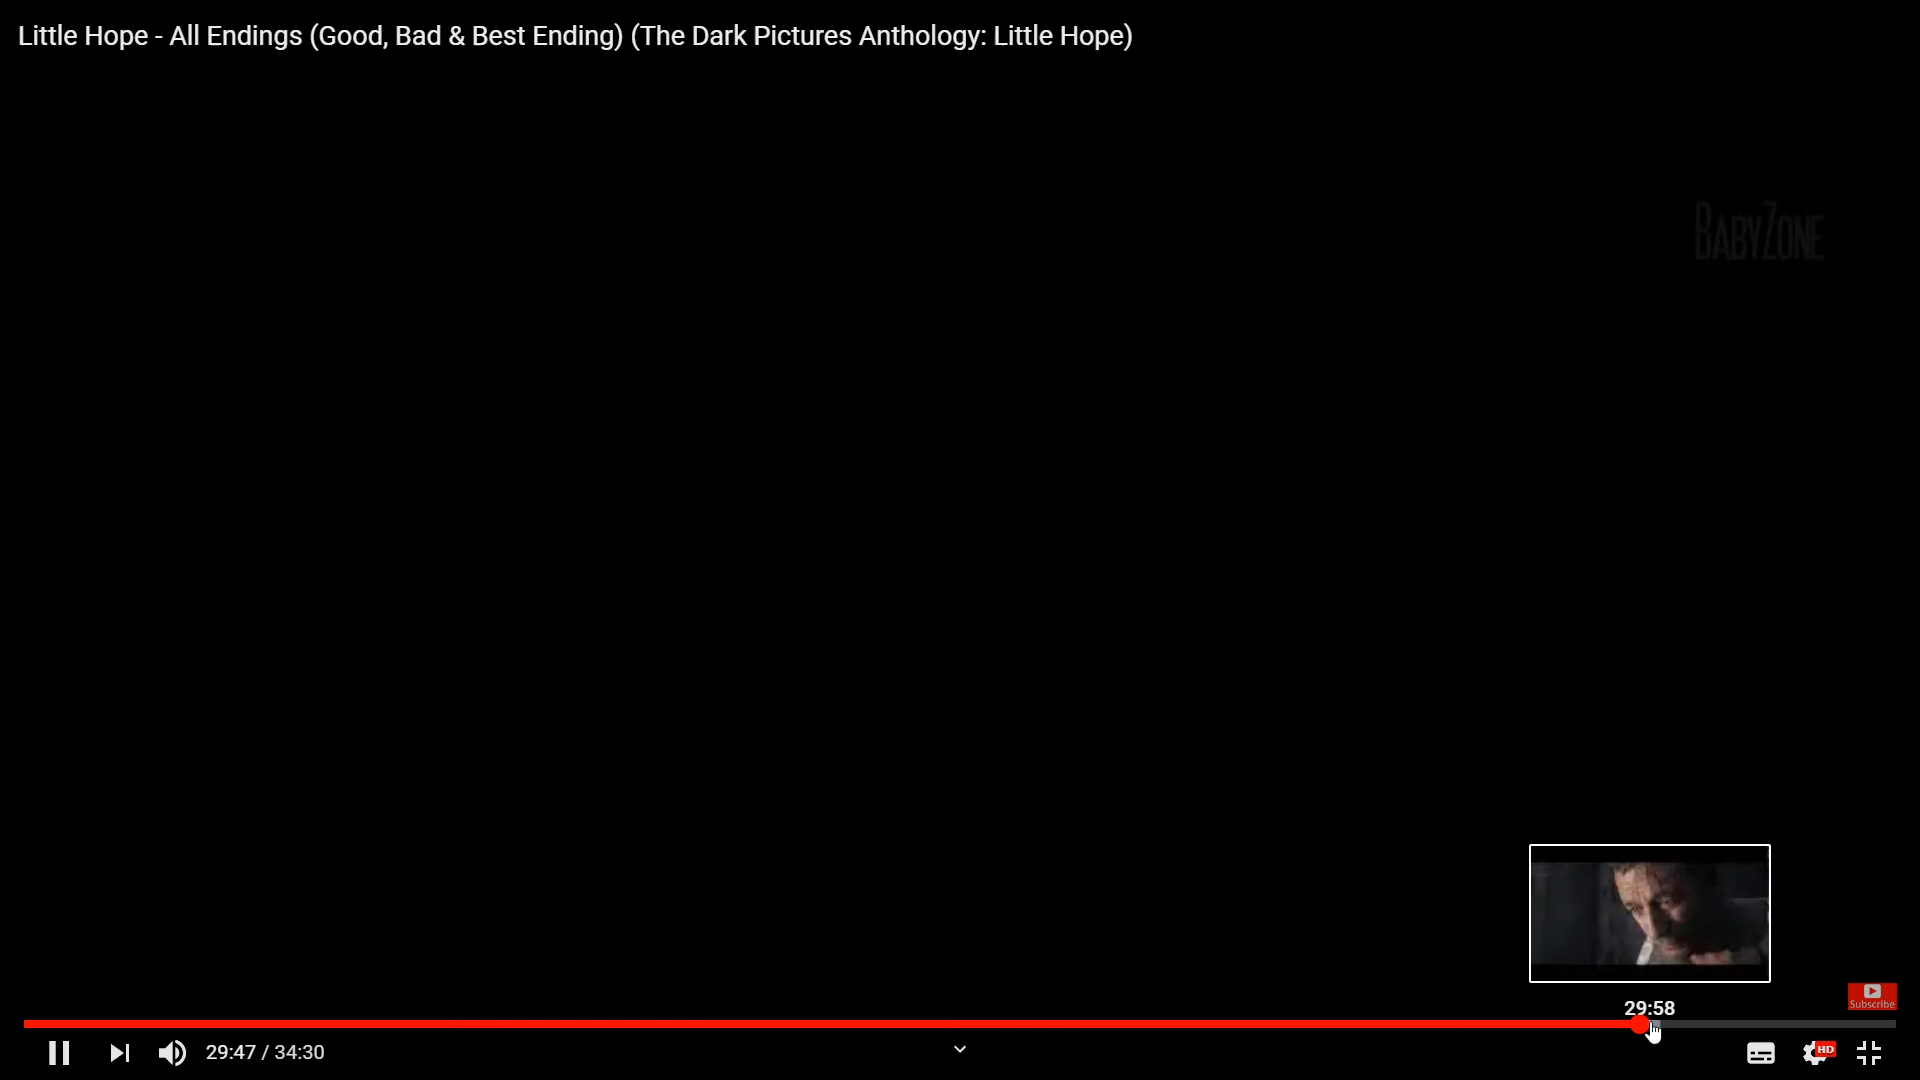 Little Hope - All Endings (Good, Bad & Best Ending) (The Dark Pictures Anthology: Little Hope)
BABYZONE
29:58
Subscribe
29:47 / 34:30
HD